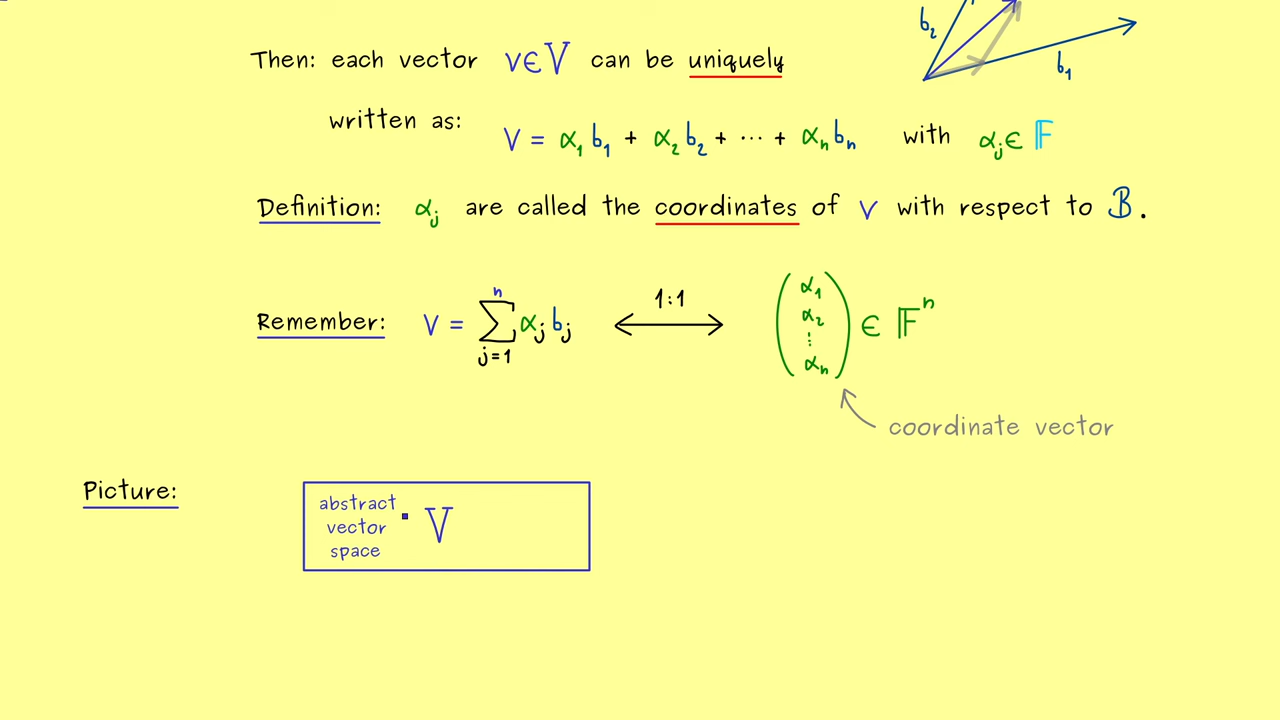 b₂
b₁
Then: each vector v∈V can be uniquely
written as: v = α₁b₁ + α₂b₂ + ⋯ + αₙbₙ with αⱼ∈ 𝔽
Definition: αⱼ are called the coordinates of v with respect to ℬ.
Remember: v = ∑ⱼ₌₁ⁿ αⱼbⱼ ⟷ 1:1 (α₁ α₂ ⋮ αₙ) ∈ 𝔽ⁿ
coordinate vector
Picture:
abstract
vector V
space